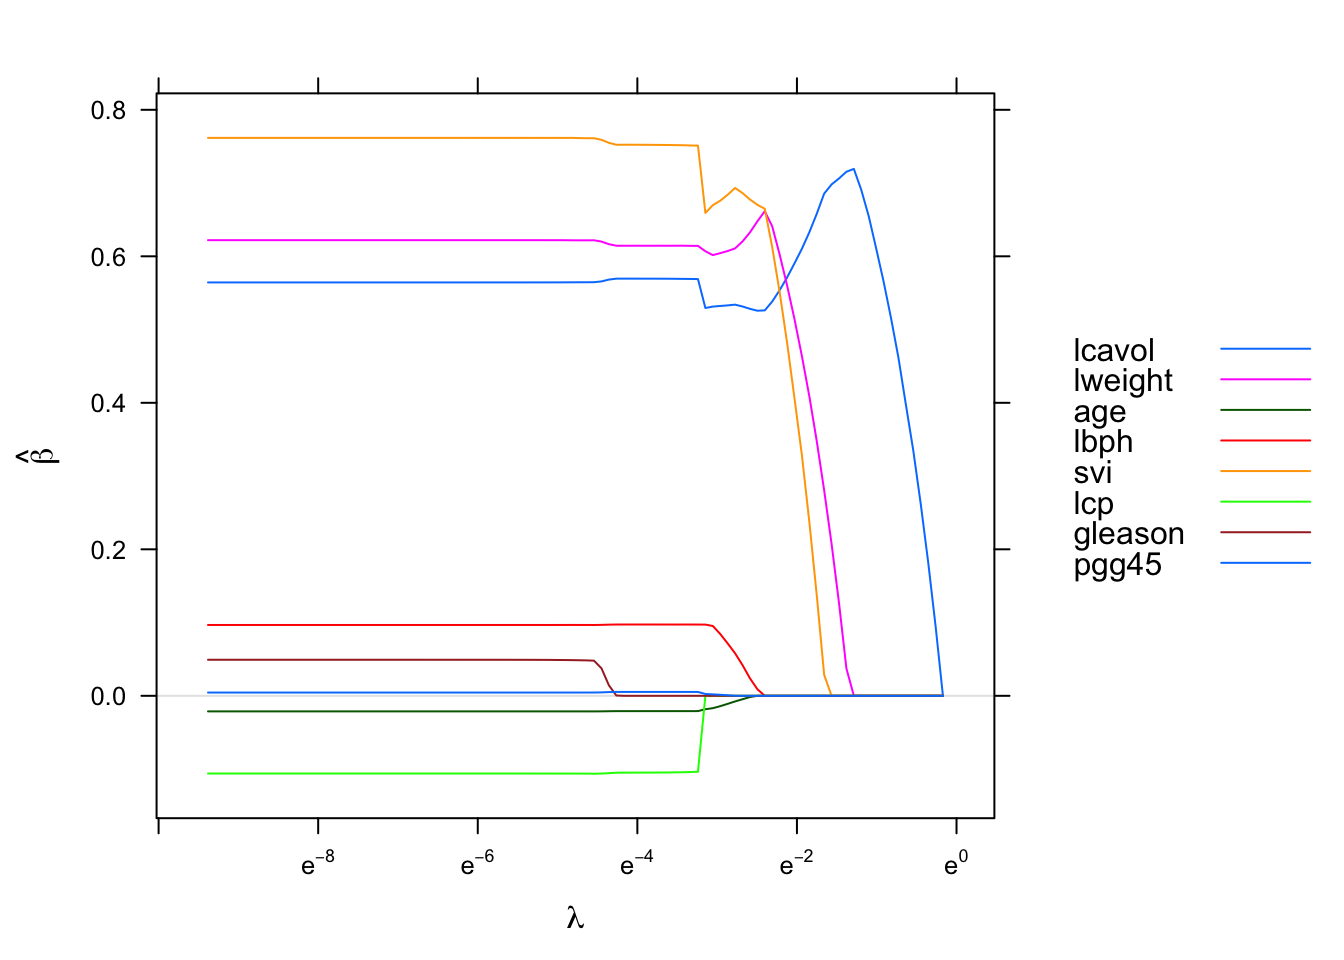 0.8
0.6
0.4
0.2
0.0
β̂
e⁻⁸ e⁻⁶ e⁻⁴ e⁻² e⁰
λ
lcavol
lweight
age
lbph
svi
lcp
gleason
pgg45